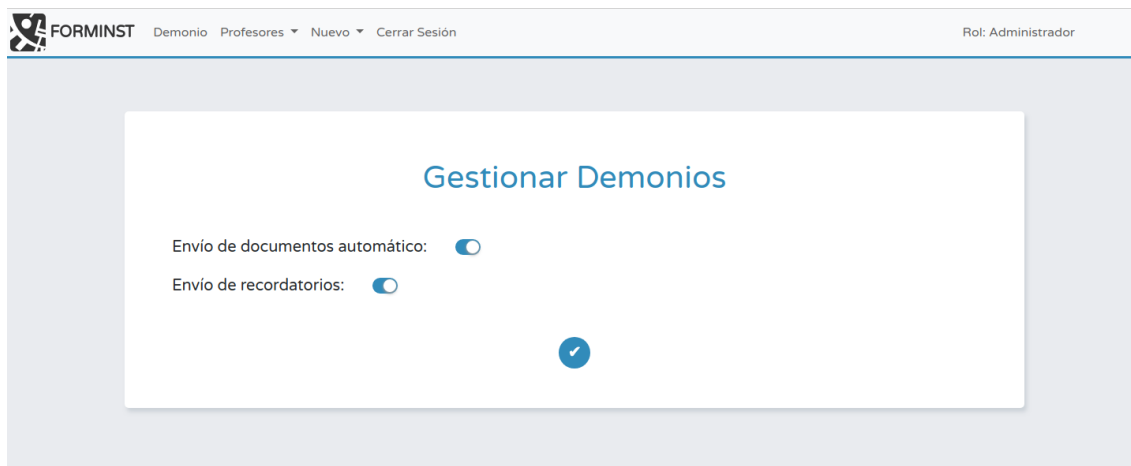 FORMINST Demonio Profesores Nuevo Cerrar Sesión Rol: Administrador
Gestionar Demonios
Envío de documentos automático:
Envío de recordatorios: